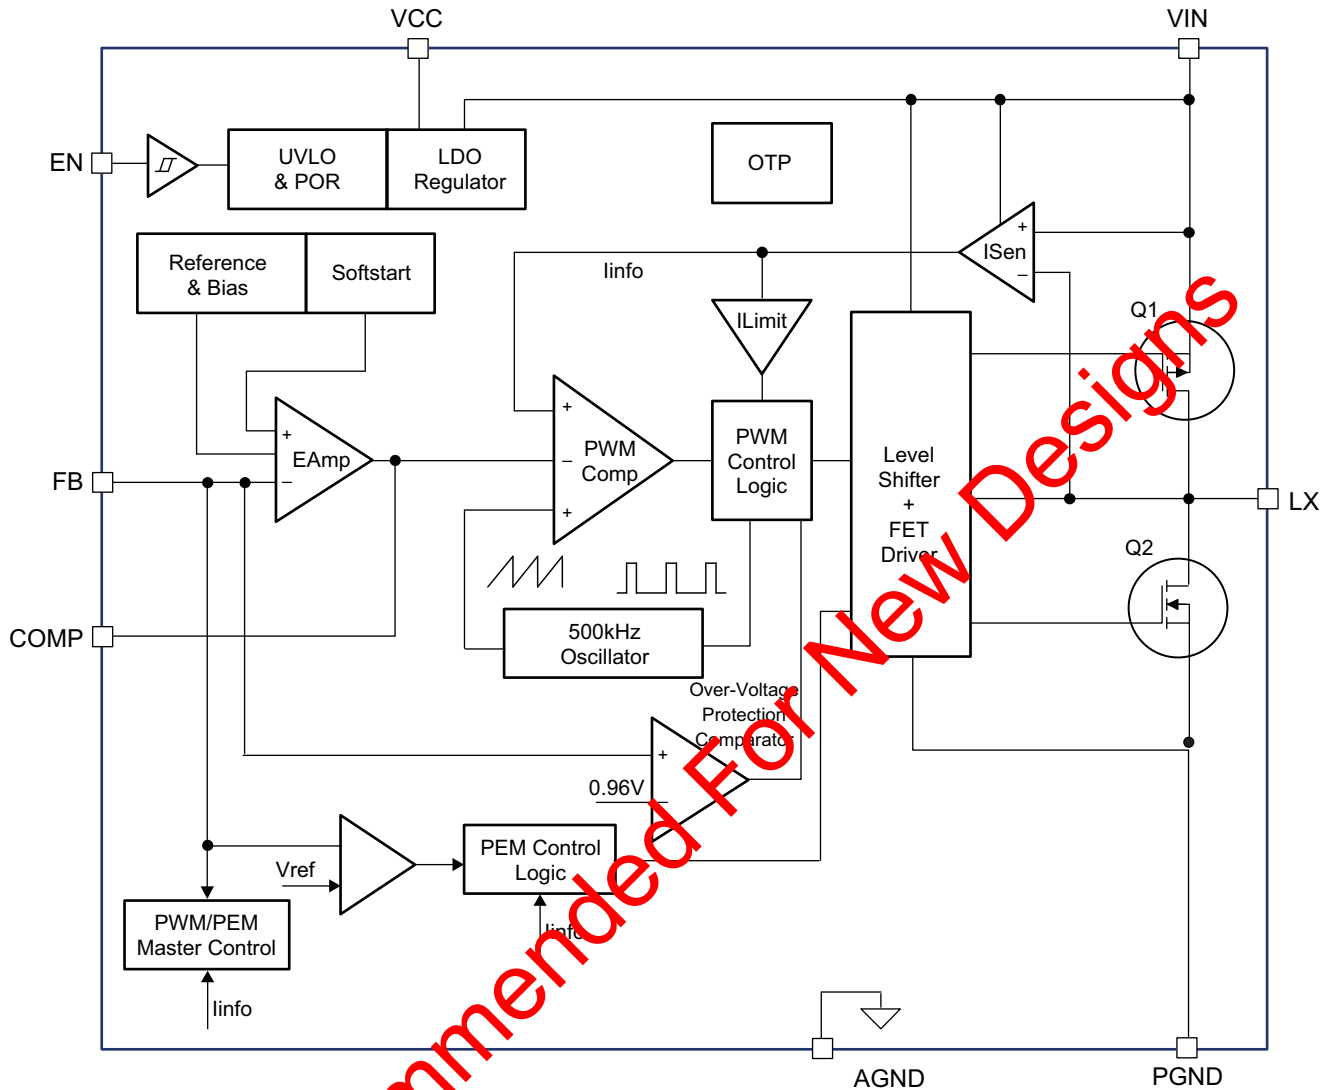 VCC
VIN
EN
UVLO
& POR
LDO
Regulator
OTP
Reference
& Bias
Softstart
Iinfo
+
ISen
−
ILimit
Q1
+
EAmp
−
FB
+
−
PWM
Comp
+
PWM
Control
Logic
Level
Shifter
+
FET
Driver
LX
Q2
COMP
500kHz
Oscillator
Over-Voltage
Protection
Comparator
+
0.96V
−
Vref
PEM Control
Logic
Iinfo
PWM/PEM
Master Control
Iinfo
AGND
PGND
mmended For New Designs